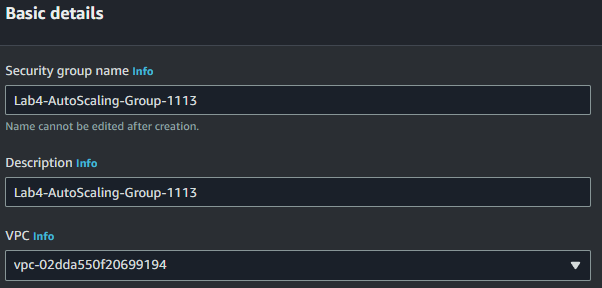 Basic details
Security group name Info
Lab4-AutoScaling-Group-1113
Name cannot be edited after creation.
Description Info
Lab4-AutoScaling-Group-1113
VPC Info
vpc-02dda550f20699194